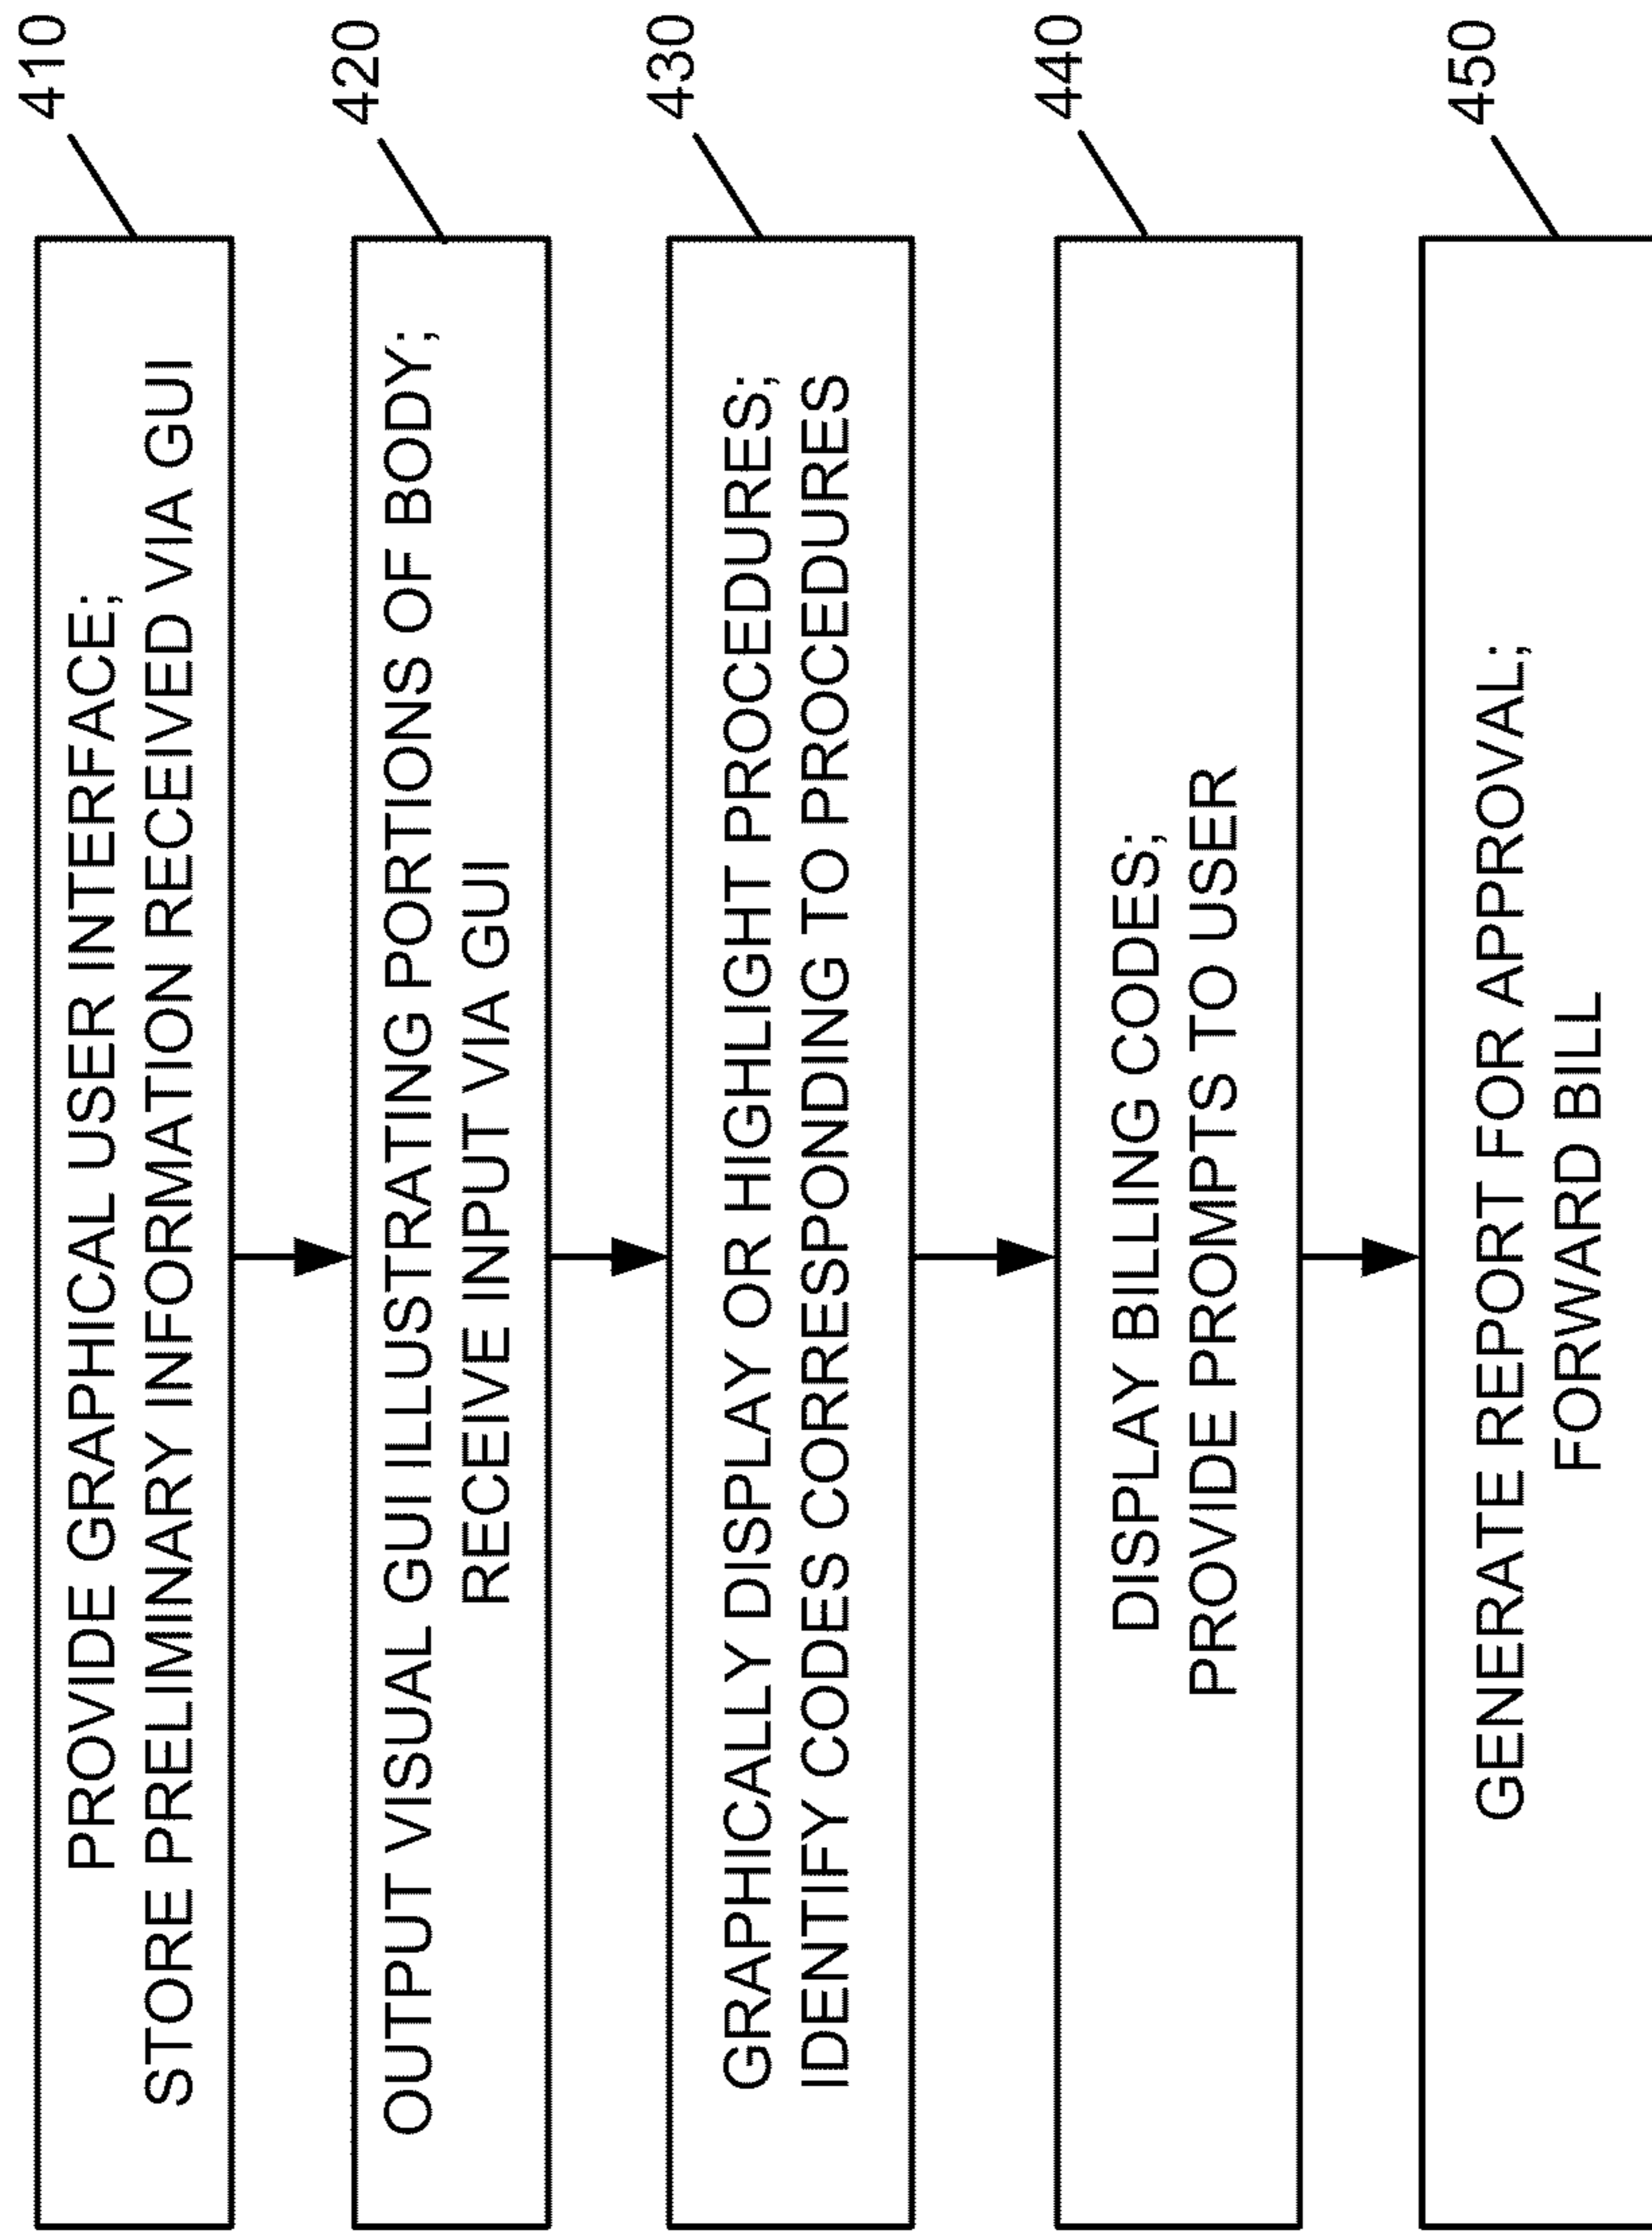 410
PROVIDE GRAPHICAL USER INTERFACE;
STORE PRELIMINARY INFORMATION RECEIVED VIA GUI
420
OUTPUT VISUAL GUI ILLUSTRATING PORTIONS OF BODY;
RECEIVE INPUT VIA GUI
430
GRAPHICALLY DISPLAY OR HIGHLIGHT PROCEDURES;
IDENTIFY CODES CORRESPONDING TO PROCEDURES
440
DISPLAY BILLING CODES;
PROVIDE PROMPTS TO USER
450
GENERATE REPORT FOR APPROVAL;
FORWARD BILL